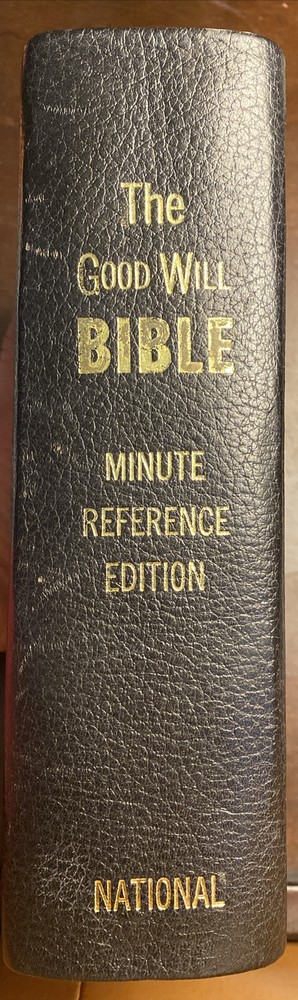 The
GOOD WILL
BIBLE
MINUTE
REFERENCE
EDITION
NATIONAL